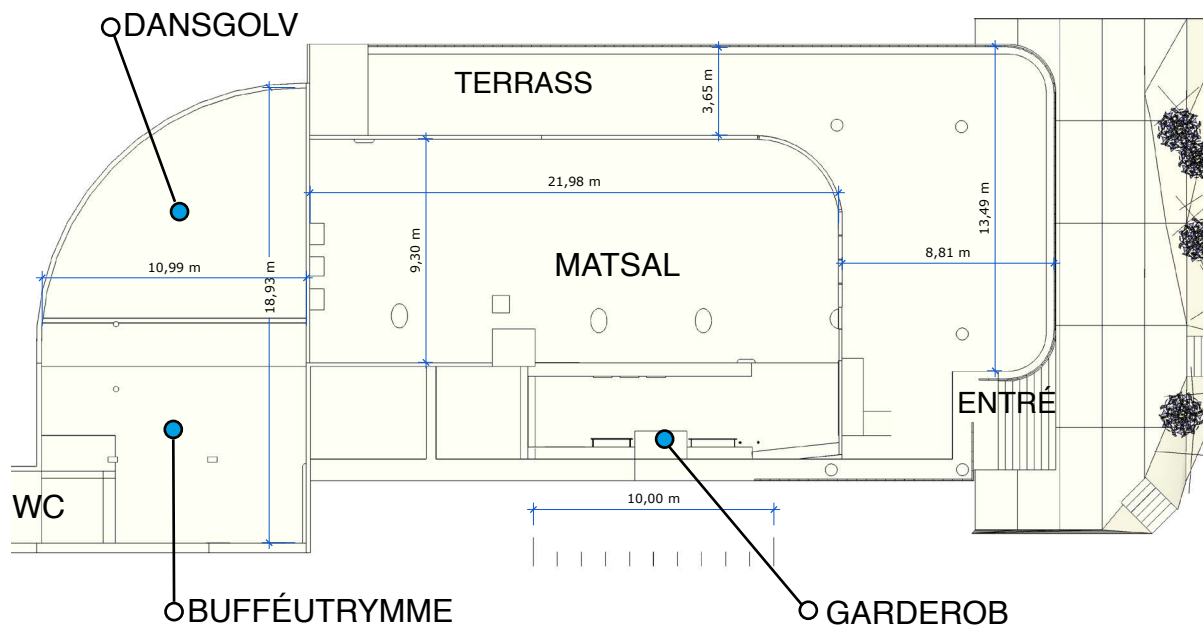 DANSGOLV
TERRASS
3,65 m
21,98 m
13,49 m
9,30 m
MATSAL
8,81 m
10,99 m
18,93 m
ENTRÉ
WC
10,00 m
BUFFÉUTRYMME
GARDEROB